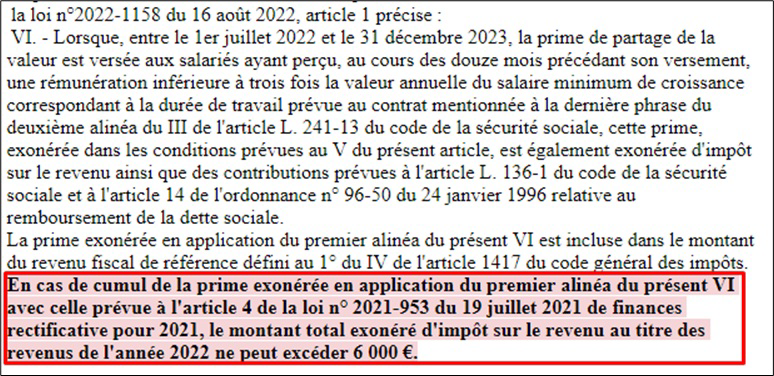 la loi n°2022-1158 du 16 août 2022, article 1 précise :
VI. - Lorsque, entre le 1er juillet 2022 et le 31 décembre 2023, la prime de partage de la
valeur est versée aux salariés ayant perçu, au cours des douze mois précédant son versement,
une rémunération inférieure à trois fois la valeur annuelle du salaire minimum de croissance
correspondant à la durée de travail prévue au contrat mentionnée à la dernière phrase du
deuxième alinéa du III de l'article L. 241-13 du code de la sécurité sociale, cette prime,
exonérée dans les conditions prévues au V du présent article, est également exonérée d'impôt
sur le revenu ainsi que des contributions prévues à l'article L. 136-1 du code de la sécurité
sociale et à l'article 14 de l'ordonnance n° 96-50 du 24 janvier 1996 relative au
remboursement de la dette sociale.
La prime exonérée en application du premier alinéa du présent VI est incluse dans le montant
du revenu fiscal de référence défini au 1° du IV de l'article 1417 du code général des impôts.
En cas de cumul de la prime exonérée en application du premier alinéa du présent VI
avec celle prévue à l'article 4 de la loi n° 2021-953 du 19 juillet 2021 de finances
rectificative pour 2021, le montant total exonéré d'impôt sur le revenu au titre des
revenus de l'année 2022 ne peut excéder 6 000 €.